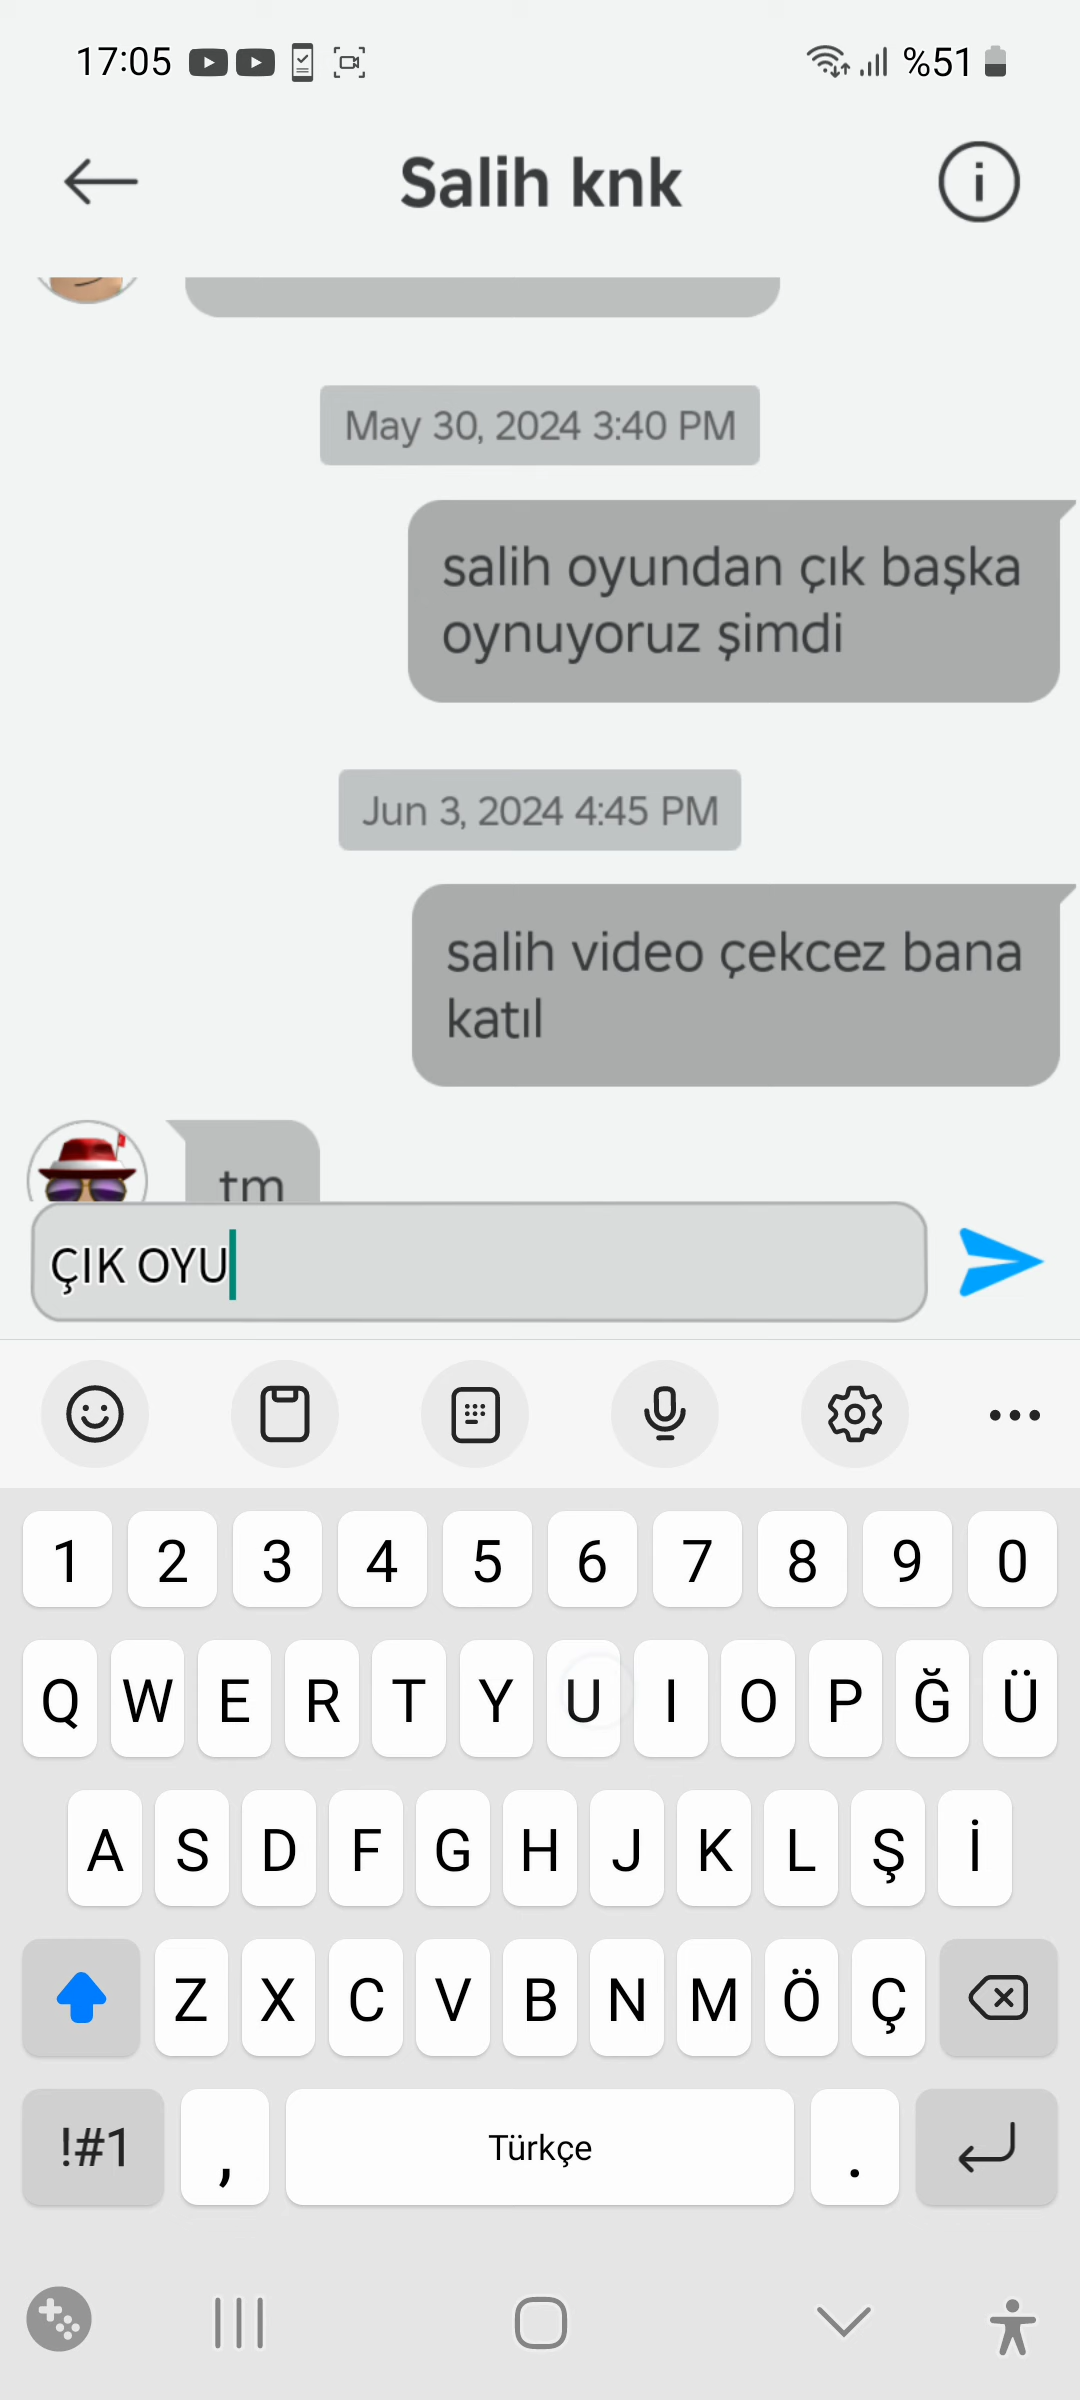 17:05
%51
Salih knk
May 30, 2024 3:40 PM
salih oyundan çık başka
oynuyoruz şimdi
Jun 3, 2024 4:45 PM
salih video çekcez bana
katıl
tm
ÇIK OYU
1 2 3 4 5 6 7 8 9 0
Q W E R T Y U I O P Ğ Ü
A S D F G H J K L Ş İ
Z X C V B N M Ö Ç
!#1 , Türkçe .